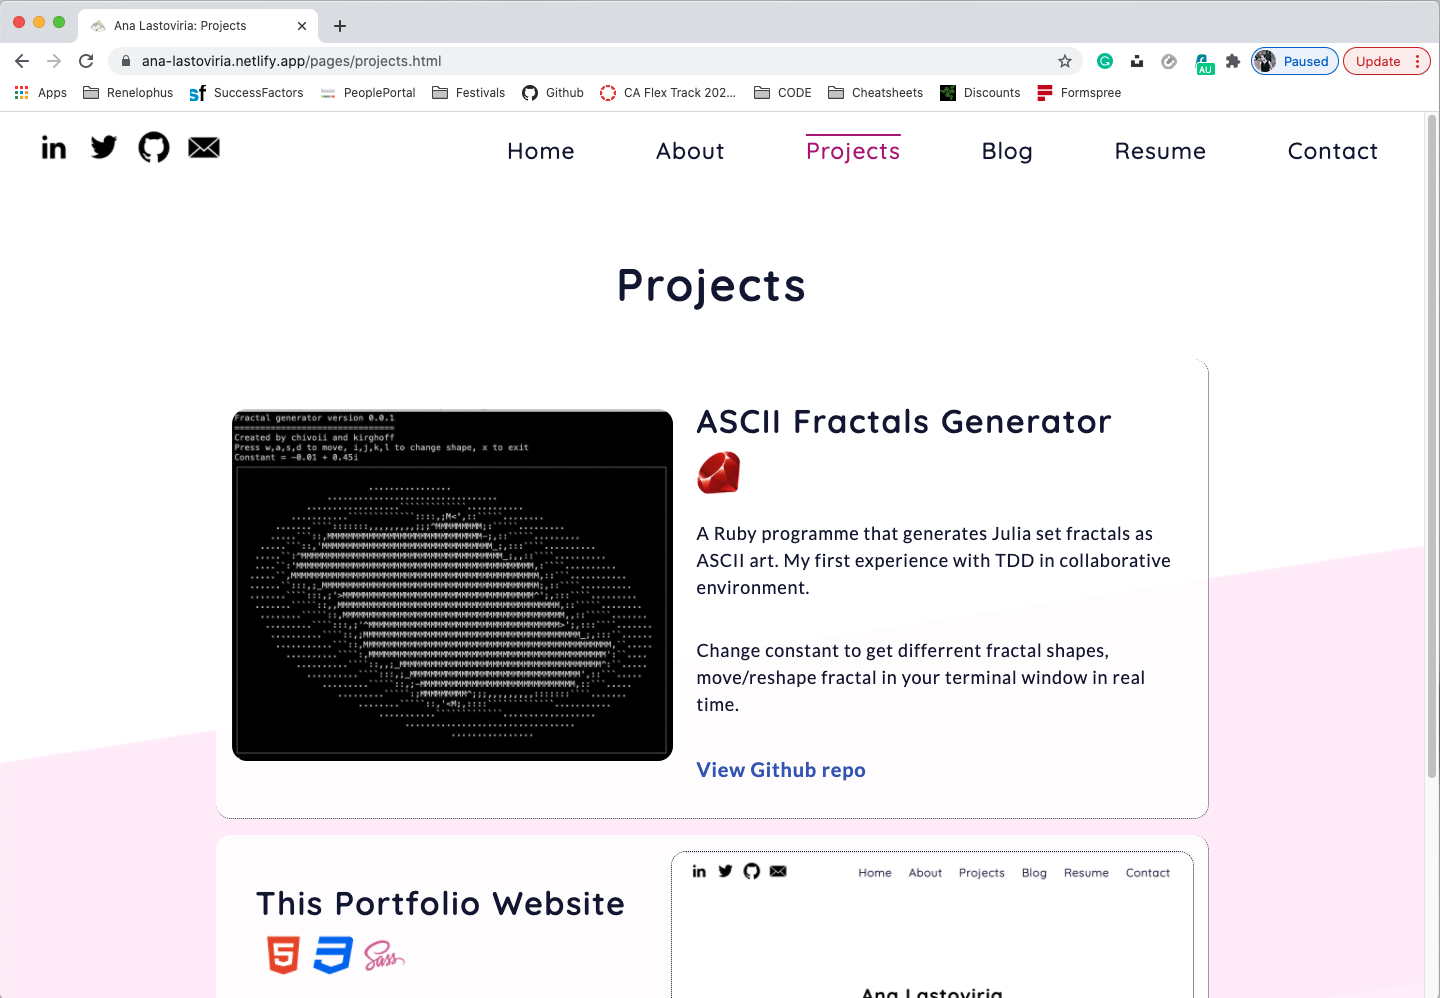 Ana Lastoviria: Projects
ana-lastoviria.netlify.app/pages/projects.html
AU
Paused
Update
Apps
Renelophus
SuccessFactors
PeoplePortal
Festivals
Github
CA Flex Track 202...
CODE
Cheatsheets
Discounts
Formspree
Home
About
Projects
Blog
Resume
Contact
Projects
Fractal generator version 0.0.1
Created by chivoii and kirghoff
Press w,a,s,d to move, i,j,k,l to change shape, x to exit
Constant = -0.01 + 0.45i
ASCII Fractals Generator
A Ruby programme that generates Julia set fractals as
ASCII art. My first experience with TDD in collaborative
environment.
Change constant to get differrent fractal shapes,
move/reshape fractal in your terminal window in real
time.
View Github repo
This Portfolio Website
Sass
Home
About
Projects
Blog
Resume
Contact
Ana Lastoviria